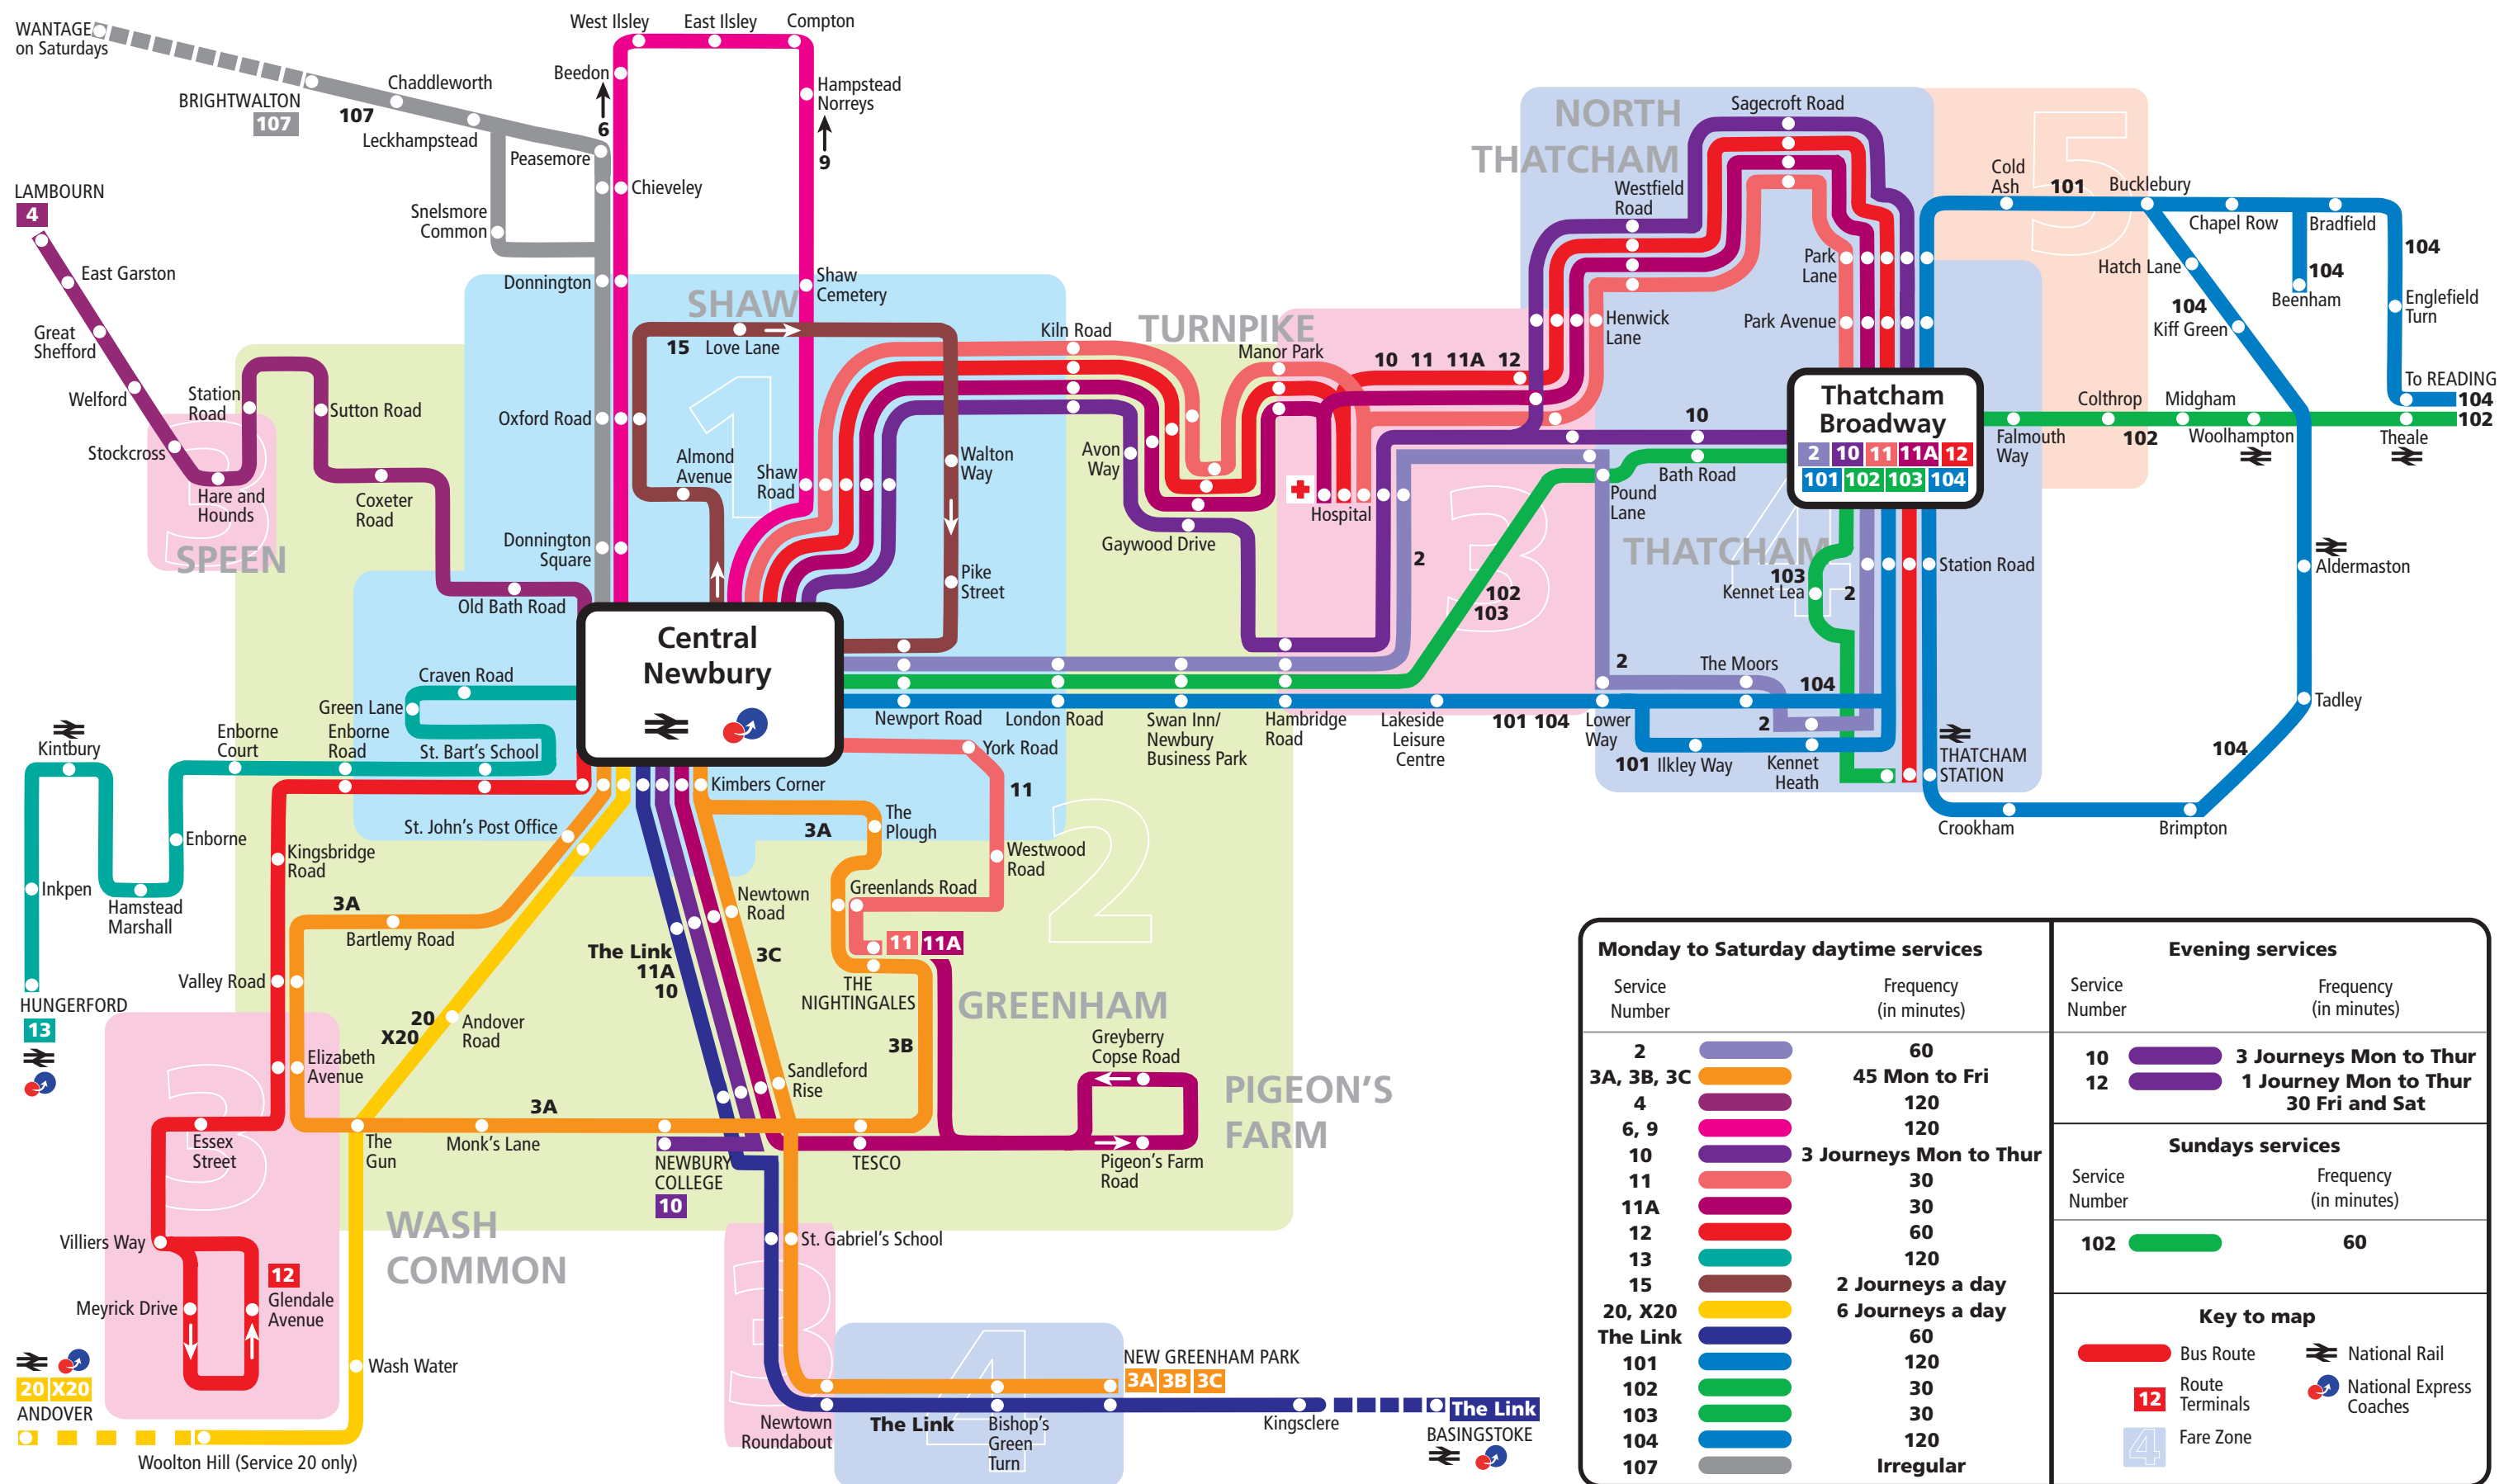 WANTAGE
on Saturdays
BRIGHTWALTON
107
107
Chaddleworth
Leckhampstead
Peasemore
Snelsmore
Common
West Ilsley
East Ilsley
Compton
Beedon
6
Hampstead
Norreys
9
Chieveley
Donnington
Shaw
Cemetery
SHAW
1
15
Love Lane
Oxford Road
Almond
Avenue
Shaw
Road
Donnington
Square
Walton
Way
Pike
Street
LAMBOURN
4
East Garston
Great
Shefford
Welford
Stockcross
Station
Road
Sutton Road
Hare and
Hounds
3
SPEEN
Coxeter
Road
Old Bath Road
Central
Newbury
Kiln Road
TURNPIKE
Manor Park
10 11 11A 12
Avon
Way
Gaywood Drive
Hospital
3
2
102
103
NORTH
THATCHAM
Sagecroft Road
Westfield
Road
Henwick
Lane
Park
Lane
Park Avenue
10
Bath Road
Pound
Lane
Thatcham
Broadway
2 10 11 11A 12
101 102 103 104
THATCHAM
4
103
Kennet Lea
2
Station Road
5
Cold
Ash
101
Bucklebury
Chapel Row
Bradfield
104
Hatch Lane
104
Beenham
104
Kiff Green
Englefield
Turn
To READING
104
102
Falmouth
Way
Colthrop
102
Midgham
Woolhampton
Theale
Aldermaston
Tadley
104
Brimpton
Crookham
THATCHAM
STATION
2
The Moors
104
2
101
Ilkley Way
Kennet
Heath
Newport Road
London Road
Swan Inn/
Newbury
Business Park
Hambridge
Road
Lakeside
Leisure
Centre
101 104
Lower
Way
Craven Road
Green Lane
Enborne
Road
St. Bart's School
Enborne
Court
Kintbury
Enborne
Inkpen
Hamstead
Marshall
HUNGERFORD
13
Kimbers Corner
York Road
11
St. John's Post Office
3A
The
Plough
Westwood
Road
Kingsbridge
Road
3A
Bartlemy Road
Newtown
Road
Greenlands Road
2
The Link
11A
10
3C
11 11A
THE
NIGHTINGALES
GREENHAM
Valley Road
20
X20
Andover
Road
3B
Greyberry
Copse Road
Elizabeth
Avenue
Sandleford
Rise
PIGEON'S
FARM
3
3A
Essex
Street
The
Gun
Monk's Lane
NEWBURY
COLLEGE
10
TESCO
Pigeon's Farm
Road
WASH
COMMON
Villiers Way
12
Meyrick Drive
Glendale
Avenue
St. Gabriel's School
3
Wash Water
20 X20
ANDOVER
Woolton Hill (Service 20 only)
NEW GREENHAM PARK
3A 3B 3C
4
Newtown
Roundabout
The Link
Bishop's
Green
Turn
Kingsclere
The Link
BASINGSTOKE
Monday to Saturday daytime services
Service
Number
Frequency
(in minutes)
2 60
3A, 3B, 3C 45 Mon to Fri
4 120
6, 9 120
10 3 Journeys Mon to Thur
11 30
11A 30
12 60
13 120
15 2 Journeys a day
20, X20 6 Journeys a day
The Link 60
101 120
102 30
103 30
104 120
107 Irregular
Evening services
Service
Number
Frequency
(in minutes)
10 3 Journeys Mon to Thur
12 1 Journey Mon to Thur
30 Fri and Sat
Sundays services
Service
Number
Frequency
(in minutes)
102 60
Key to map
Bus Route
National Rail
12
Route
Terminals
National Express
Coaches
4
Fare Zone